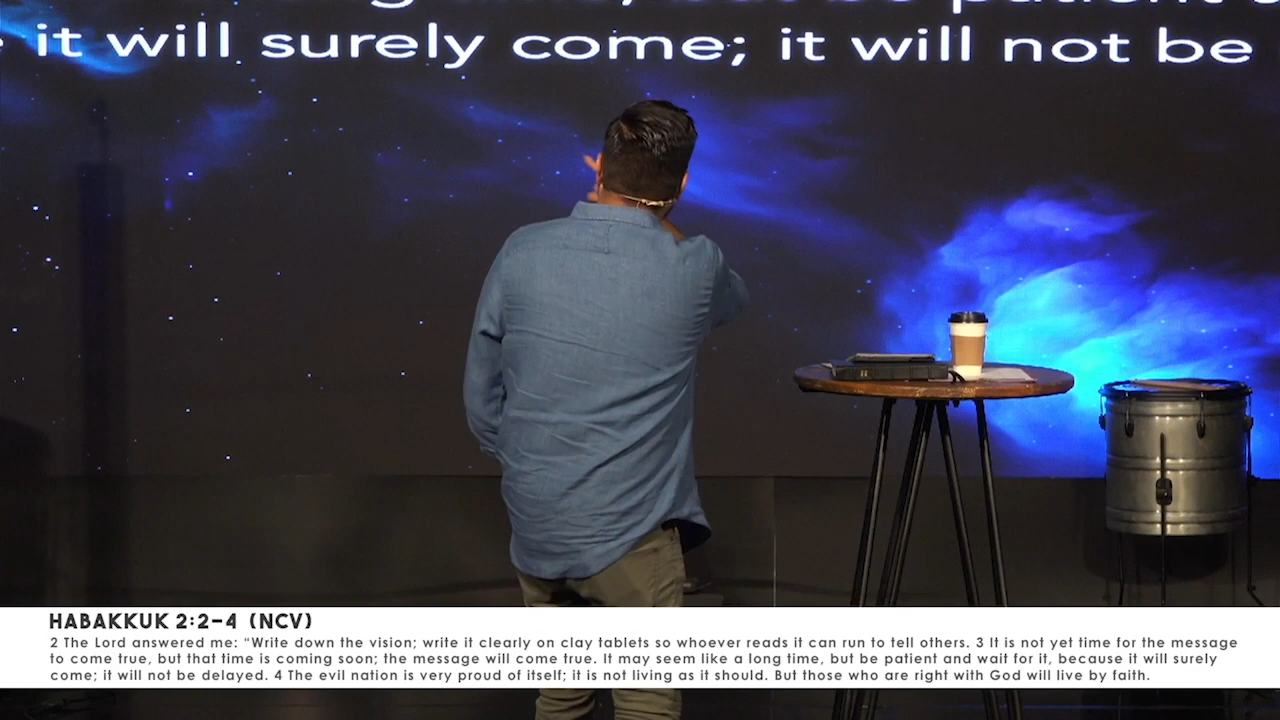 it will surely come; it will not be
HABAKKUK 2:2-4 (NCV)
2 The Lord answered me: “Write down the vision; write it clearly on clay tablets so whoever reads it can run to tell others. 3 It is not yet time for the message
to come true, but that time is coming soon; the message will come true. It may seem like a long time, but be patient and wait for it, because it will surely
come; it will not be delayed. 4 The evil nation is very proud of itself; it is not living as it should. But those who are right with God will live by faith.